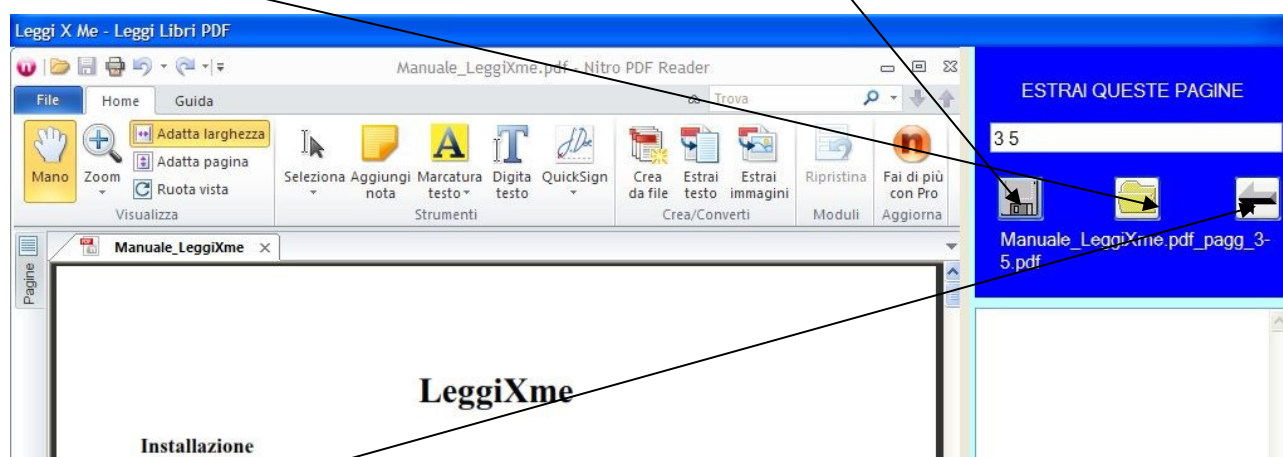 Leggi X Me - Leggi Libri PDF
Manuale_LeggiXme.pdf - Nitro PDF Reader
File Home Guida
Trova
Mano
Zoom
Adatta larghezza
Adatta pagina
Ruota vista
Visualizza
Seleziona
Aggiungi nota
Marcatura testo
Digita testo
QuickSign
Strumenti
Crea da file
Estrai testo
Estrai immagini
Crea/Converti
Ripristina
Moduli
Fai di più con Pro
Aggiorna
ESTRAI QUESTE PAGINE
3 5
Manuale_LeggiXme.pdf_pagg_3-
5.pdf
Manuale_LeggiXme
Pagine
LeggiXme
Installazione